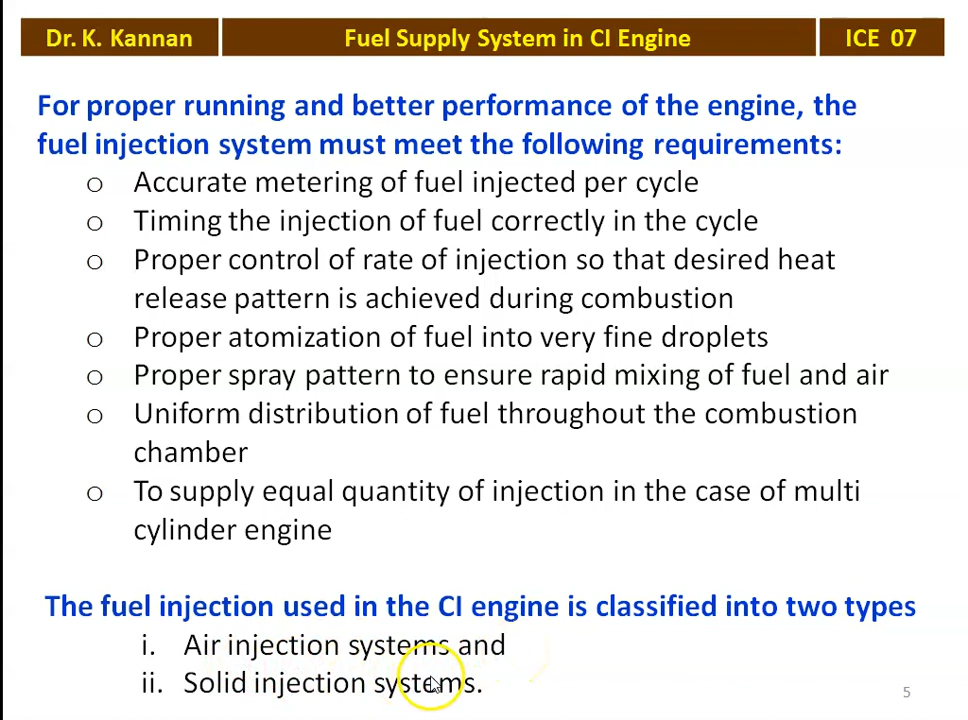 Dr. K. Kannan
Fuel Supply System in CI Engine
ICE 07
For proper running and better performance of the engine, the
fuel injection system must meet the following requirements:
o Accurate metering of fuel injected per cycle
o Timing the injection of fuel correctly in the cycle
o Proper control of rate of injection so that desired heat
release pattern is achieved during combustion
o Proper atomization of fuel into very fine droplets
o Proper spray pattern to ensure rapid mixing of fuel and air
o Uniform distribution of fuel throughout the combustion
chamber
o To supply equal quantity of injection in the case of multi
cylinder engine
The fuel injection used in the CI engine is classified into two types
i. Air injection systems and
ii. Solid injection systems.
5